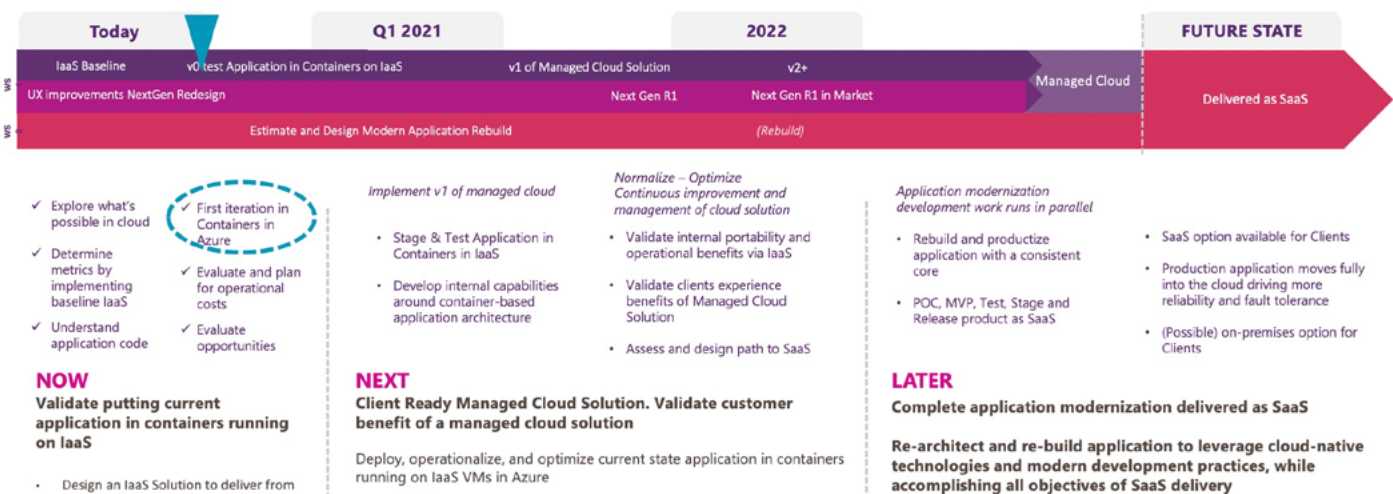 Today
Q1 2021
2022
FUTURE STATE
IaaS Baseline
v0 test Application in Containers on IaaS
v1 of Managed Cloud Solution
v2+
Managed Cloud
Delivered as SaaS
WS
UX improvements NextGen Redesign
Next Gen R1
Next Gen R1 in Market
WS
Estimate and Design Modern Application Rebuild
(Rebuild)
✓ Explore what's
possible in cloud
✓ Determine
metrics by
implementing
baseline IaaS
✓ Understand
application code
✓ First iteration in
Containers in
Azure
✓ Evaluate and plan
for operational
costs
✓ Evaluate
opportunities
Implement v1 of managed cloud
• Stage & Test Application in
Containers in IaaS
• Develop internal capabilities
around container-based
application architecture
Normalize – Optimize
Continuous improvement and
management of cloud solution
• Validate internal portability and
operational benefits via IaaS
• Validate clients experience
benefits of Managed Cloud
Solution
• Assess and design path to SaaS
Application modernization
development work runs in parallel
• Rebuild and productize
application with a consistent
core
• POC, MVP, Test, Stage and
Release product as SaaS
• SaaS option available for Clients
• Production application moves fully
into the cloud driving more
reliability and fault tolerance
• (Possible) on-premises option for
Clients
NOW
Validate putting current
application in containers running
on IaaS
• Design an IaaS Solution to deliver from
NEXT
Client Ready Managed Cloud Solution. Validate customer
benefit of a managed cloud solution
Deploy, operationalize, and optimize current state application in containers
running on IaaS VMs in Azure
LATER
Complete application modernization delivered as SaaS
Re-architect and re-build application to leverage cloud-native
technologies and modern development practices, while
accomplishing all objectives of SaaS delivery